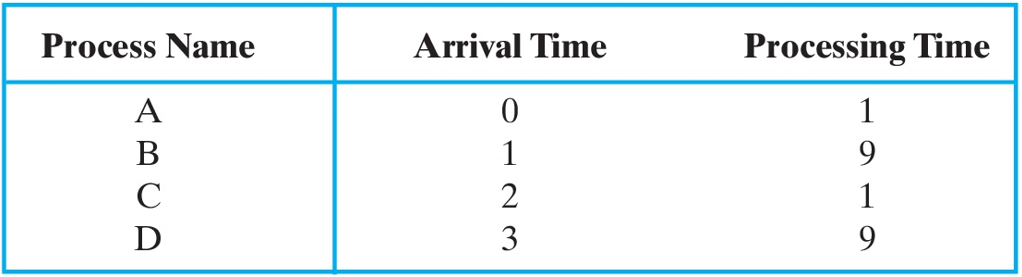 Process Name Arrival Time Processing Time
A 0 1
B 1 9
C 2 1
D 3 9